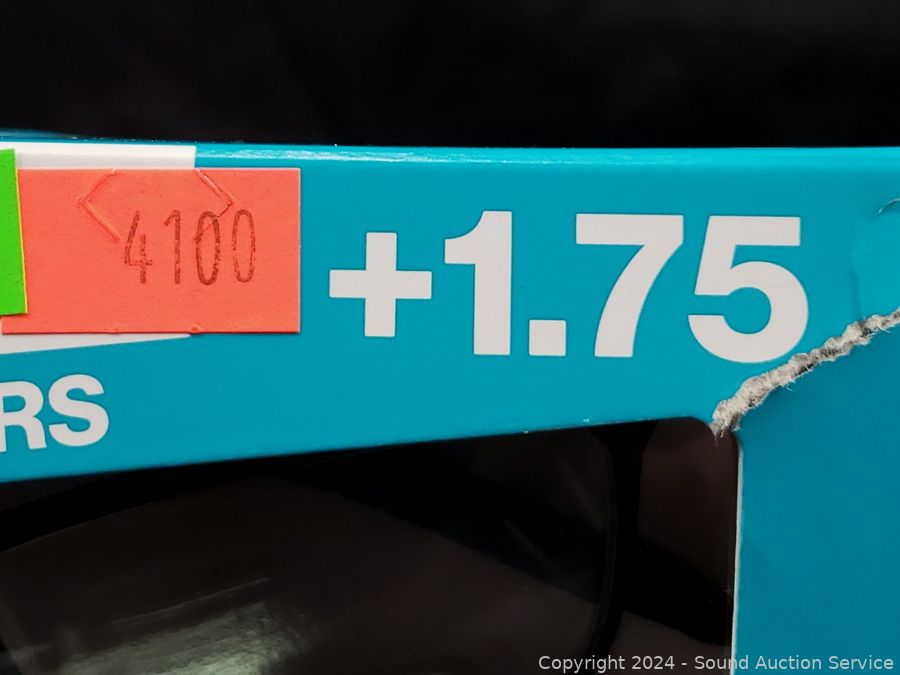 4100
+1.75
RS
Copyright 2024 - Sound Auction Service